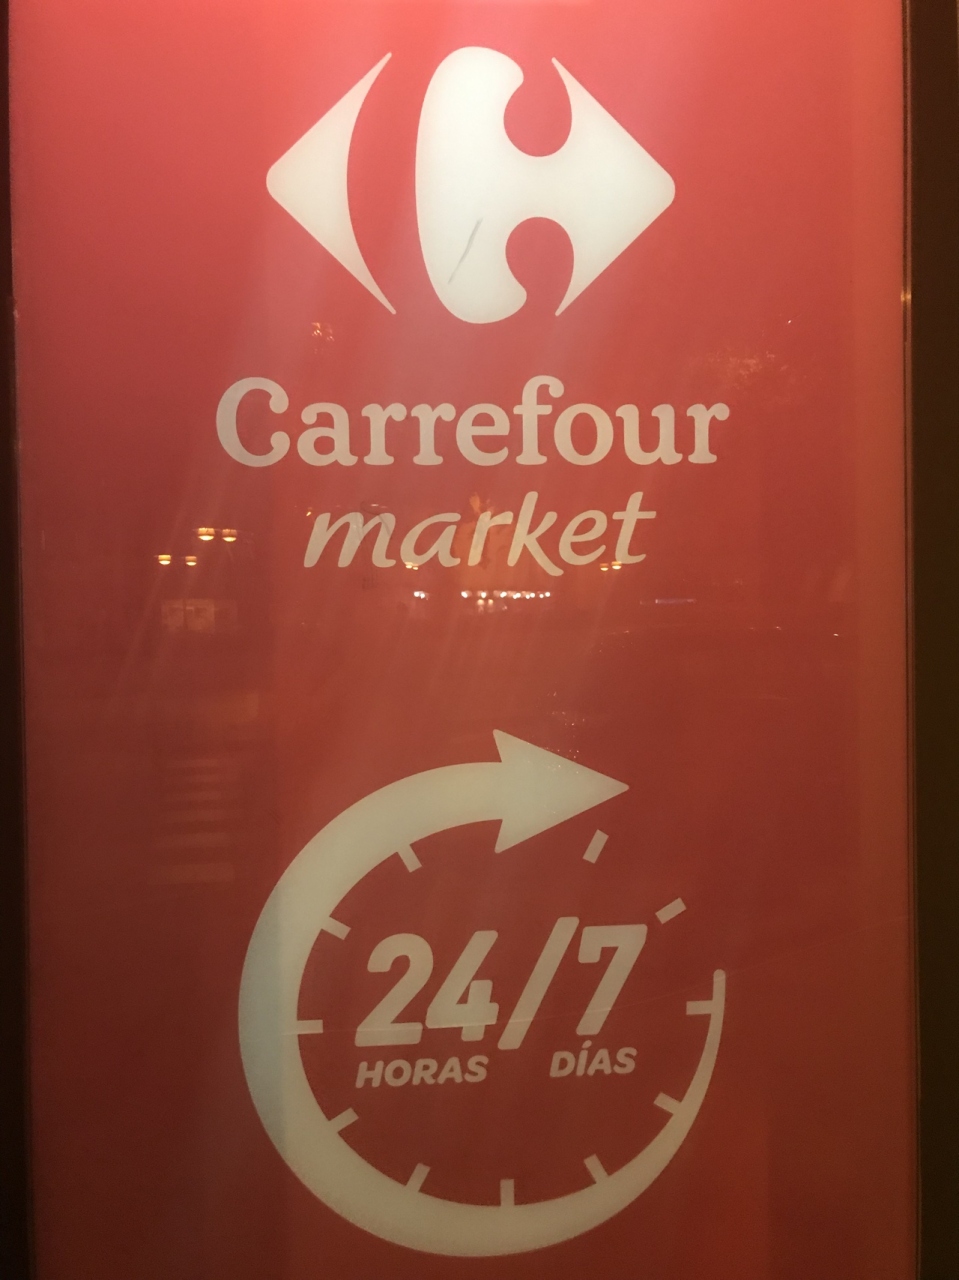 Carrefour
market
24/7
HORAS DÍAS